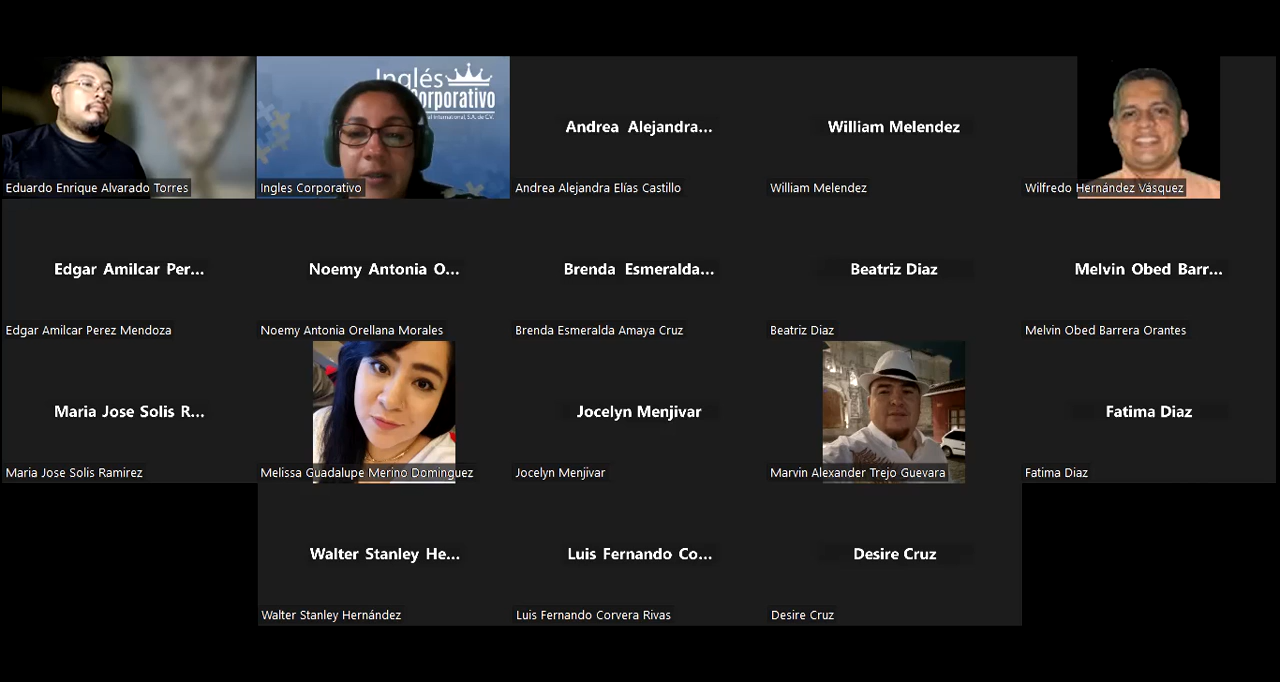 Inglés
Corporativo
Andrea Alejandra...
William Melendez
Eduardo Enrique Alvarado Torres
Ingles Corporativo
Andrea Alejandra Elías Castillo
William Melendez
Wilfredo Hernández Vásquez
Edgar Amilcar Per...
Noemy Antonia O...
Brenda Esmeralda...
Beatriz Diaz
Melvin Obed Barr...
Edgar Amilcar Perez Mendoza
Noemy Antonia Orellana Morales
Brenda Esmeralda Amaya Cruz
Beatriz Diaz
Melvin Obed Barrera Orantes
Maria Jose Solis R...
Jocelyn Menjivar
Fatima Diaz
Maria Jose Solis Ramirez
Melissa Guadalupe Merino Dominguez
Jocelyn Menjivar
Marvin Alexander Trejo Guevara
Fatima Diaz
Walter Stanley He...
Luis Fernando Co...
Desire Cruz
Walter Stanley Hernández
Luis Fernando Corvera Rivas
Desire Cruz